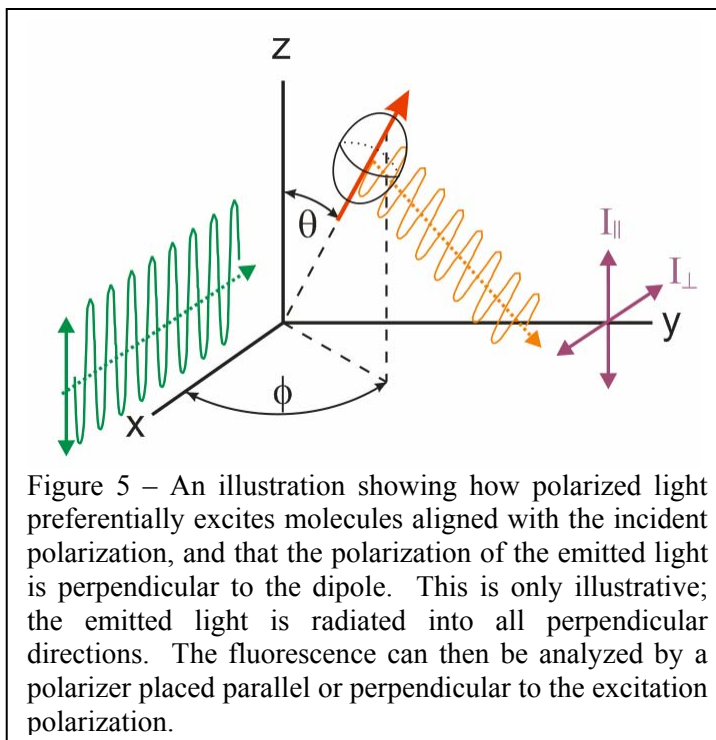 z
θ
I∥
I⊥
y
x
ϕ
Figure 5 – An illustration showing how polarized light
preferentially excites molecules aligned with the incident
polarization, and that the polarization of the emitted light
is perpendicular to the dipole. This is only illustrative;
the emitted light is radiated into all perpendicular
directions. The fluorescence can then be analyzed by a
polarizer placed parallel or perpendicular to the excitation
polarization.